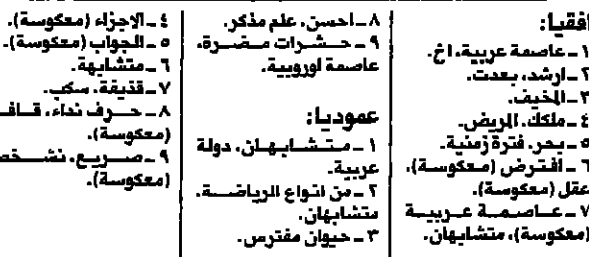 افقيا:
١ ـ عاصمة عربية، اخ.
٢ ـ ارشد، بعدت.
٣ ـ المخيف.
٤ ـ ملكك، المريض.
٥ ـ بحر، فترة زمنية.
٦ ـ افترض (معكوسة)،
عقل (معكوسة).
٧ ـ عاصمة عربية
(معكوسة)، متشابهان.
٨ ـ احسن، علم مذكر.
٩ ـ حشرات مضرة،
عاصمة اوروبية.
عموديا:
١ ـ متشابهان، دولة
عربية.
٢ ـ من انواع الرياضة،
متشابهان.
٣ ـ حيوان مفترس.
٤ ـ الاجزاء (معكوسة).
٥ ـ الجواب (معكوسة).
٦ ـ متشابهة.
٧ ـ قذيفة، سكب.
٨ ـ حرف نداء،
(معكوسة).
٩ ـ صريع،
(معكوسة).